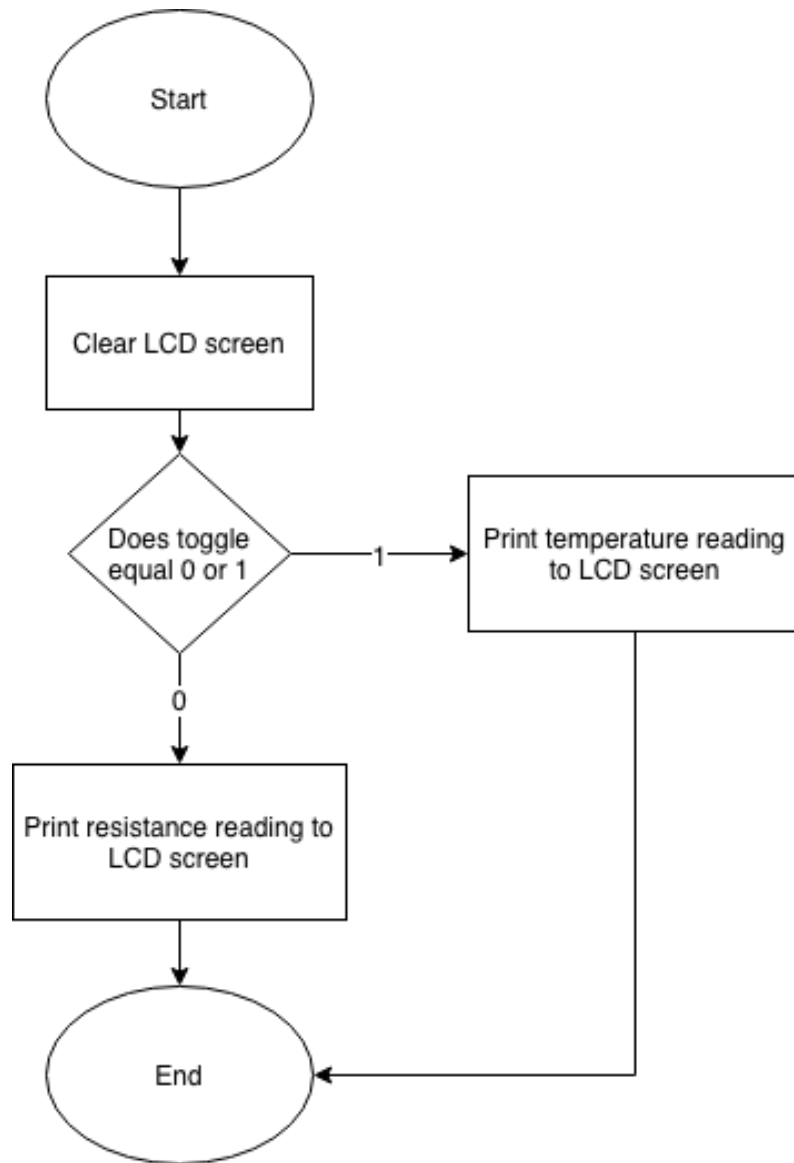 Start
Clear LCD screen
Does toggle
equal 0 or 1
1
Print temperature reading
to LCD screen
0
Print resistance reading to
LCD screen
End